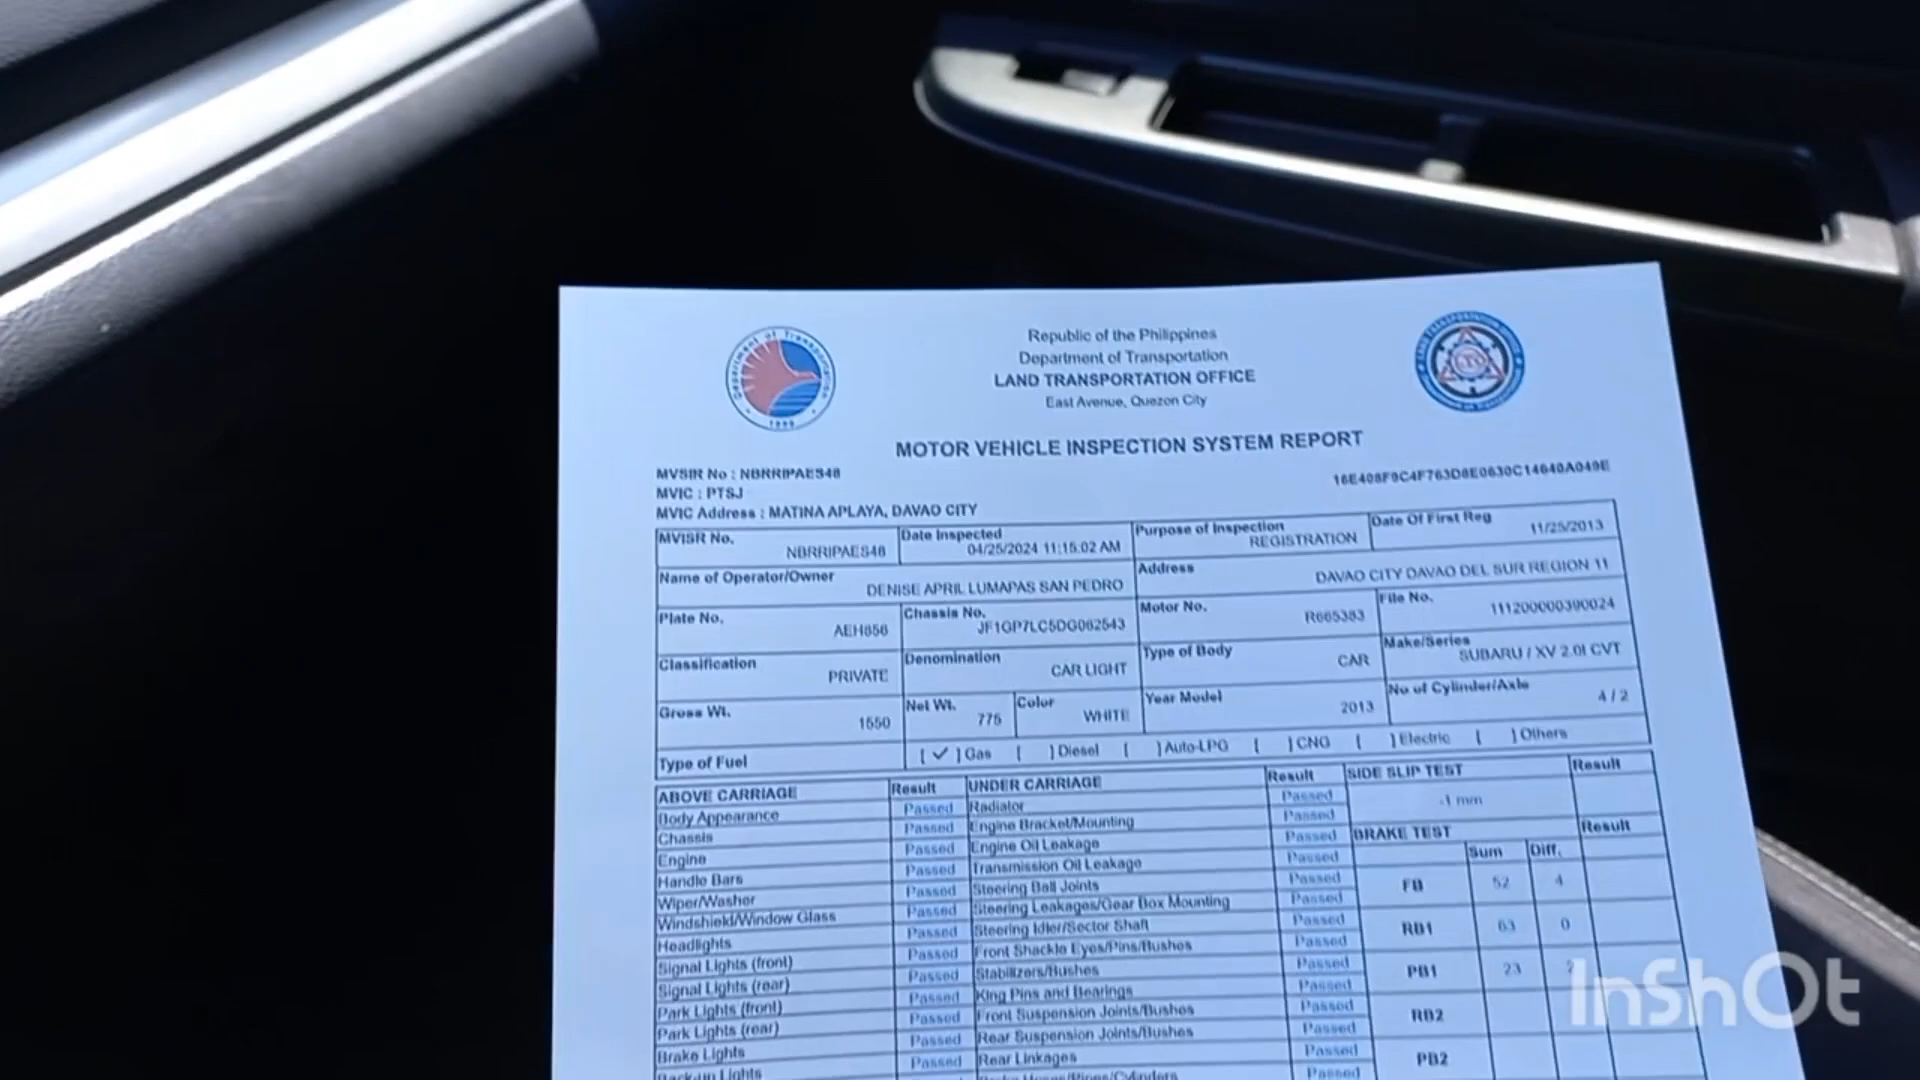 Republic of the Philippines
Department of Transportation
LAND TRANSPORTATION OFFICE
East Avenue, Quezon City
MOTOR VEHICLE INSPECTION SYSTEM REPORT
MVSIR No : NBRRIPAES48
MVIC : PTSJ
MVIC Address : MATINA APLAYA, DAVAO CITY
MVISR No. NBRRIPAES48 Date Inspected 04/25/2024 11:15:02 AM Purpose of Inspection REGISTRATION Date Of First Reg 11/25/2013
Name of Operator/Owner DENISE APRIL LUMAPAS SAN PEDRO Address DAVAO CITY DAVAO DEL SUR REGION 11
Plate No. AEH856 Chassis No. JF1GP7LC5DG062543 Motor No. R665383 File No. 111200000390024
Classification PRIVATE Denomination CAR LIGHT Type of Body CAR Make/Series SUBARU / XV 2.0I CVT
Gross Wt. 1550 Net Wt. 775 Color WHITE Year Model 2013 No of Cylinder/Axle 4 / 2
Type of Fuel [ ✓ ] Gas [ ] Diesel [ ] Auto-LPG [ ] CNG [ ] Electric [ ] Others
ABOVE CARRIAGE Result UNDER CARRIAGE Result SIDE SLIP TEST Result
Body Appearance Passed Radiator Passed -1 mm
Chassis Passed Engine Bracket/Mounting Passed
Engine Passed Engine Oil Leakage Passed BRAKE TEST Result
Handle Bars Passed Transmission Oil Leakage Passed Sum Diff.
Wiper/Washer Passed Steering Ball Joints Passed FB 52 4
Windshield/Window Glass Passed Steering Leakages/Gear Box Mounting Passed
Headlights Passed Steering Idler/Sector Shaft Passed RB1 63 0
Signal Lights (front) Passed Front Shackle Eyes/Pins/Bushes Passed
Signal Lights (rear) Passed Stabilizers/Bushes Passed PB1 23
Park Lights (front) Passed King Pins and Bearings Passed
Park Lights (rear) Passed Front Suspension Joints/Bushes Passed RB2
Brake Lights Passed Rear Suspension Joints/Bushes Passed
Back-up Lights Passed Rear Linkages Passed PB2
Passed
InShOt